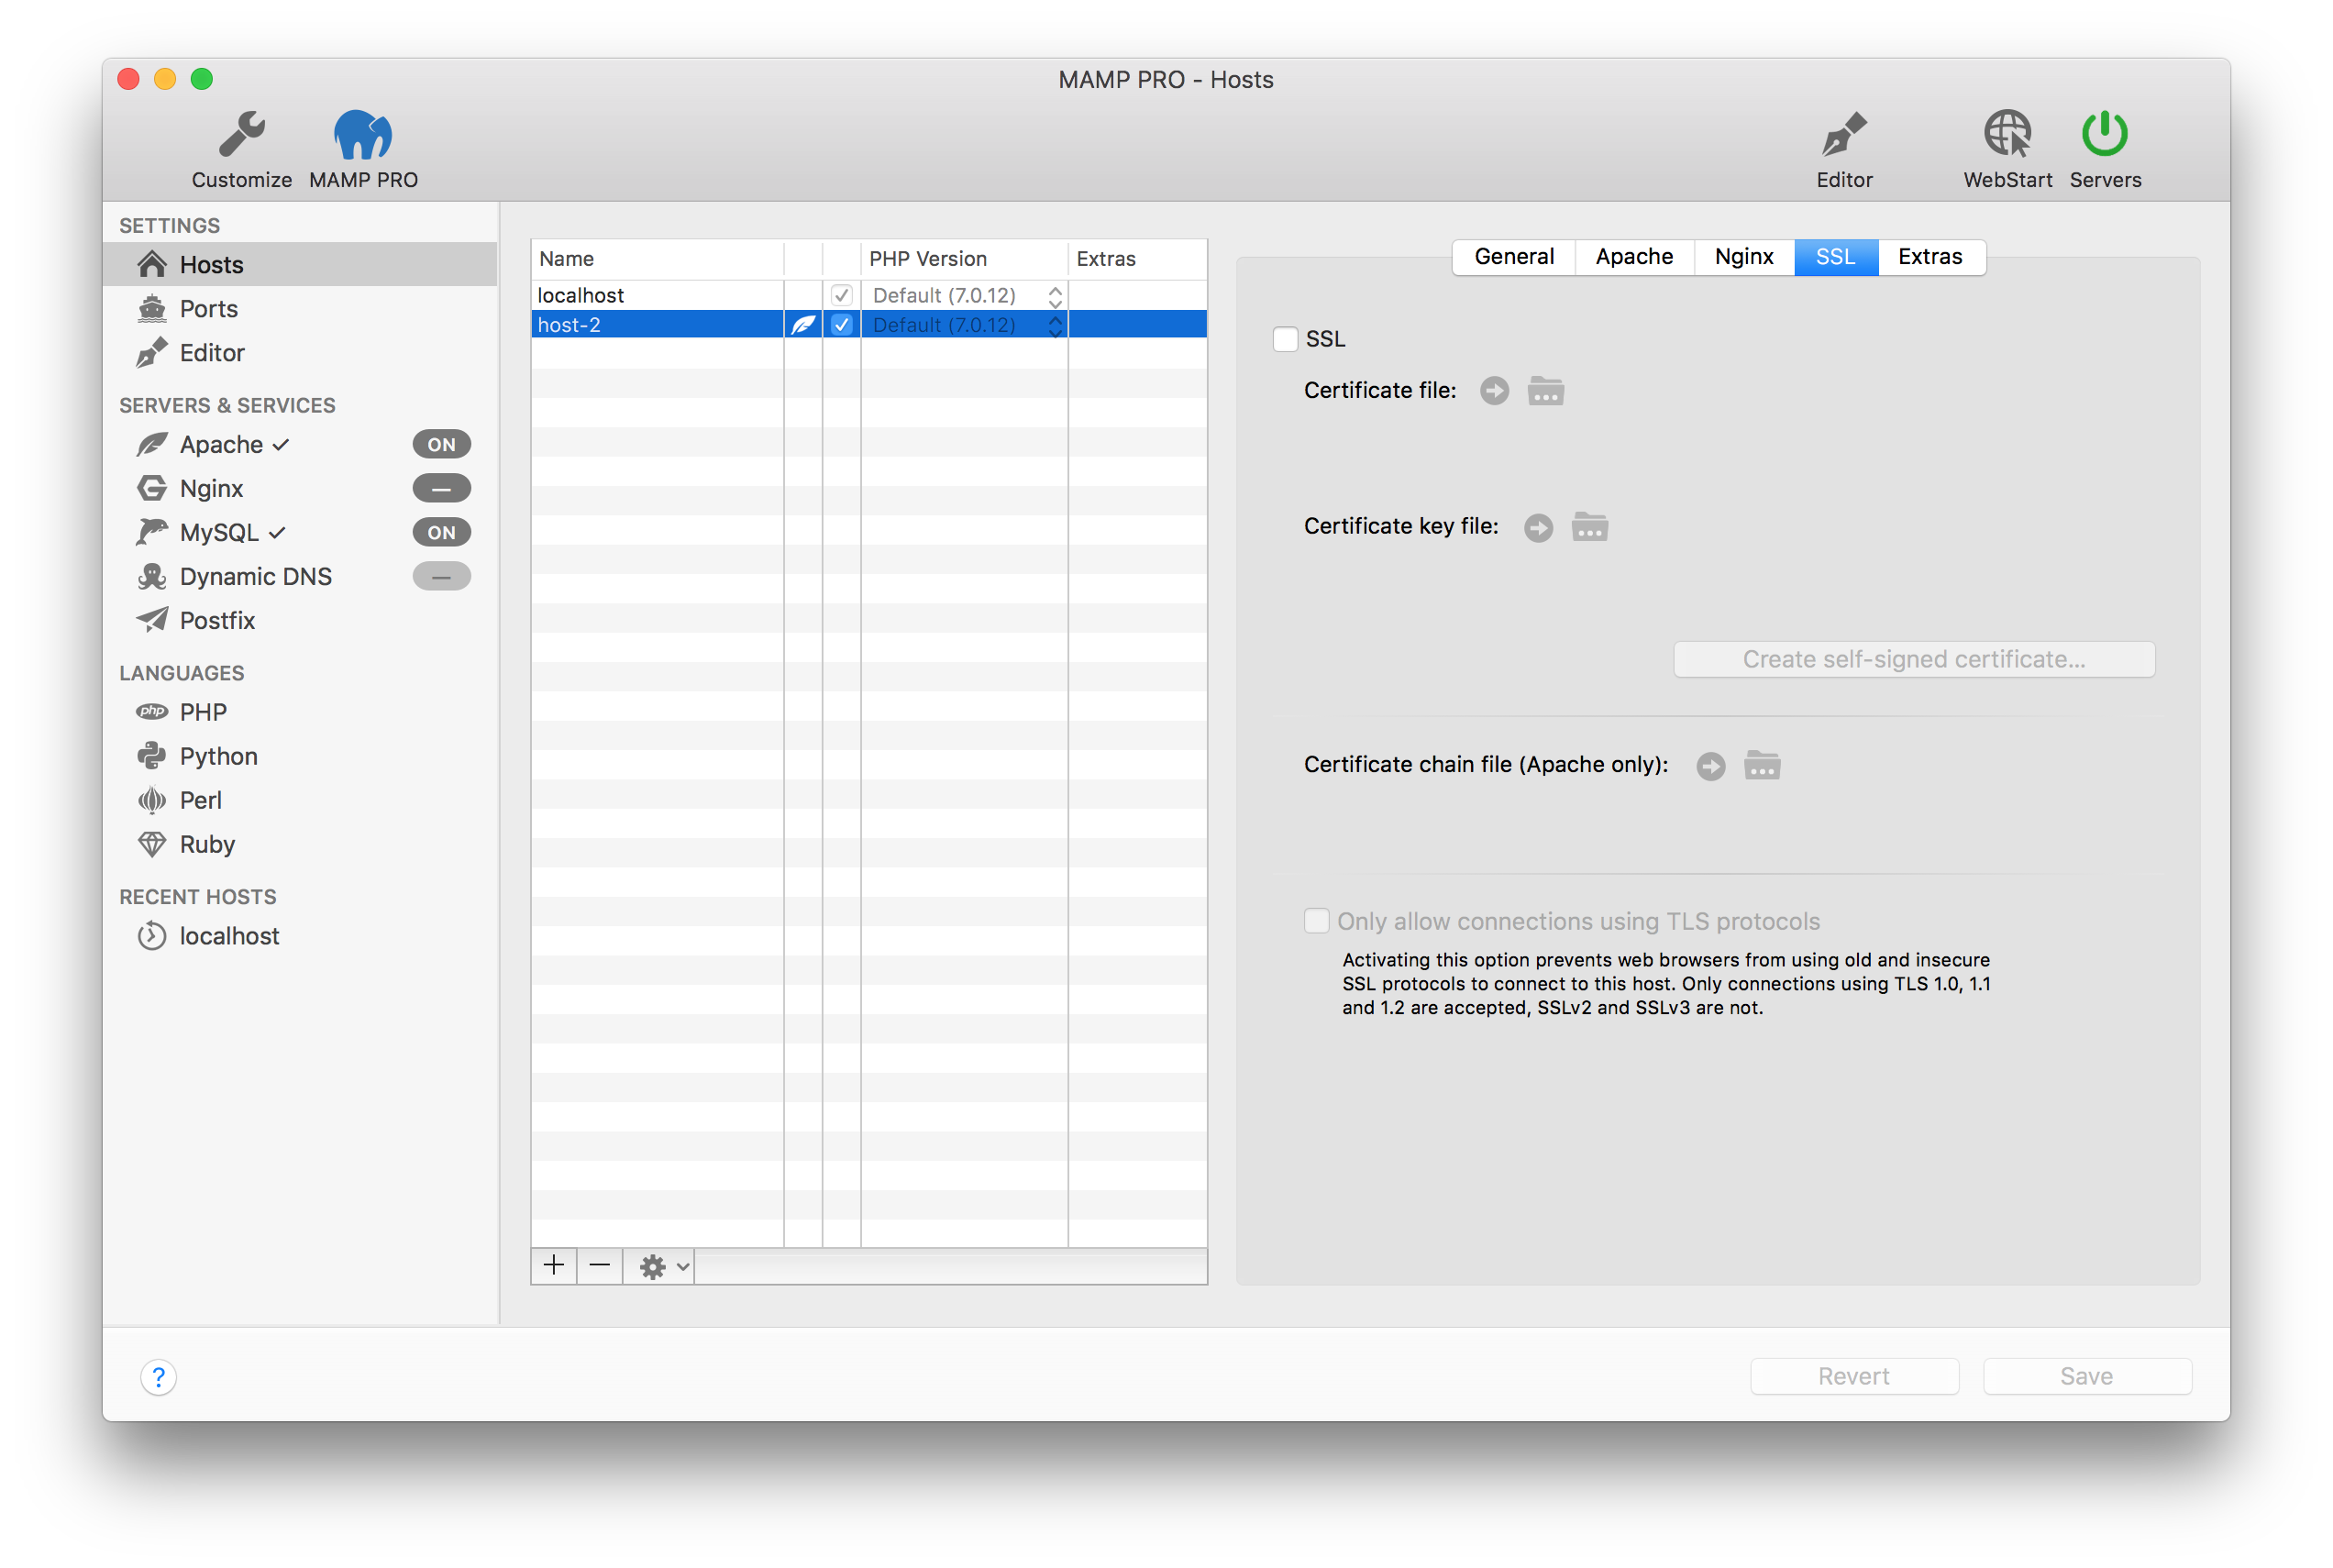 MAMP PRO - Hosts
Customize
MAMP PRO
Editor
WebStart
Servers
SETTINGS
Hosts
Ports
Editor
SERVERS & SERVICES
Apache ✓
ON
Nginx
—
MySQL ✓
ON
Dynamic DNS
—
Postfix
LANGUAGES
php
PHP
Python
Perl
Ruby
RECENT HOSTS
localhost
Name
PHP Version
Extras
localhost
Default (7.0.12)
host-2
Default (7.0.12)
General
Apache
Nginx
SSL
Extras
SSL
Certificate file:
Certificate key file:
Create self-signed certificate...
Certificate chain file (Apache only):
Only allow connections using TLS protocols
Activating this option prevents web browsers from using old and insecure
SSL protocols to connect to this host. Only connections using TLS 1.0, 1.1
and 1.2 are accepted, SSLv2 and SSLv3 are not.
?
Revert
Save